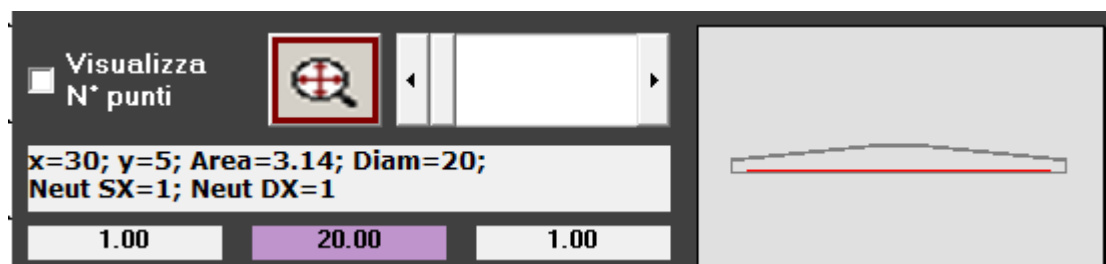 Visualizza
N° punti
x=30; y=5; Area=3.14; Diam=20;
Neut SX=1; Neut DX=1
1.00 20.00 1.00